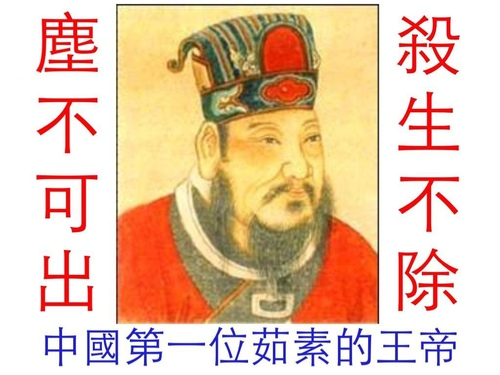 殺生不除
塵不可出
中國第一位茹素的王帝